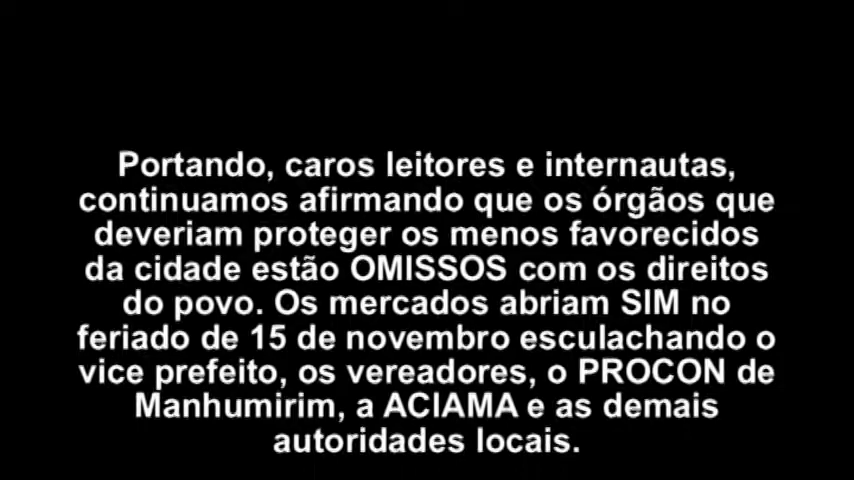 Portando, caros leitores e internautas,
continuamos afirmando que os órgãos que
deveriam proteger os menos favorecidos
da cidade estão OMISSOS com os direitos
do povo. Os mercados abriam SIM no
feriado de 15 de novembro esculachando o
vice prefeito, os vereadores, o PROCON de
Manhumirim, a ACIAMA e as demais
autoridades locais.